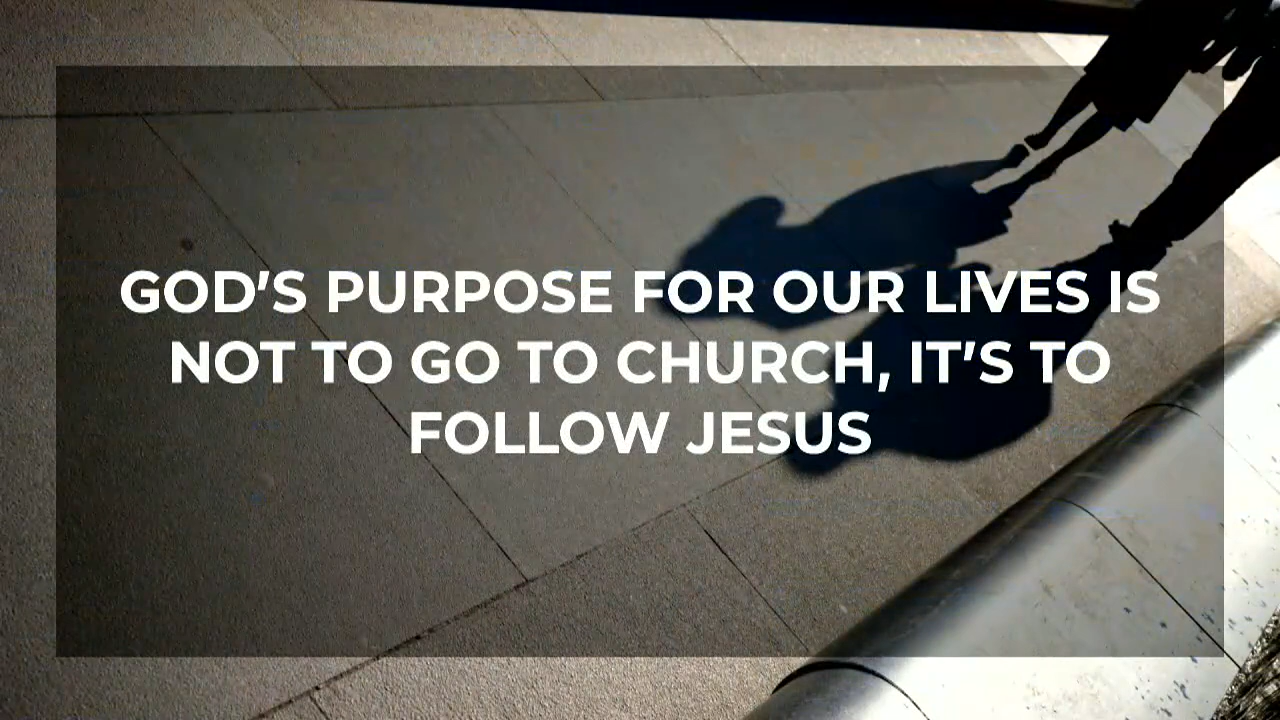 GOD'S PURPOSE FOR OUR LIVES IS
NOT TO GO TO CHURCH, IT'S TO
FOLLOW JESUS